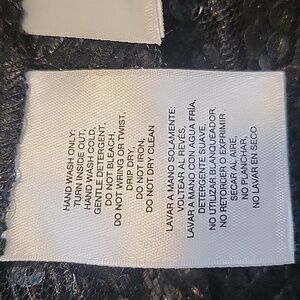 HAND WASH ONLY:
TURN INSIDE OUT,
HAND WASH COLD,
GENTLE DETERGENT,
DO NOT BLEACH,
DO NOT WRING OR TWIST,
DRIP DRY,
DO NOT IRON,
DO NOT DRY CLEAN
LAVAR A MANO SOLAMENTE:
VOLTEAR AL REVÉS,
LAVAR A MANO CON AGUA FRÍA,
DETERGENTE SUAVE,
NO UTILIZAR BLANQUEADOR,
NO RETORCER O EXPRIMIR,
SECAR AL AIRE,
NO PLANCHAR,
NO LAVAR EN SECO